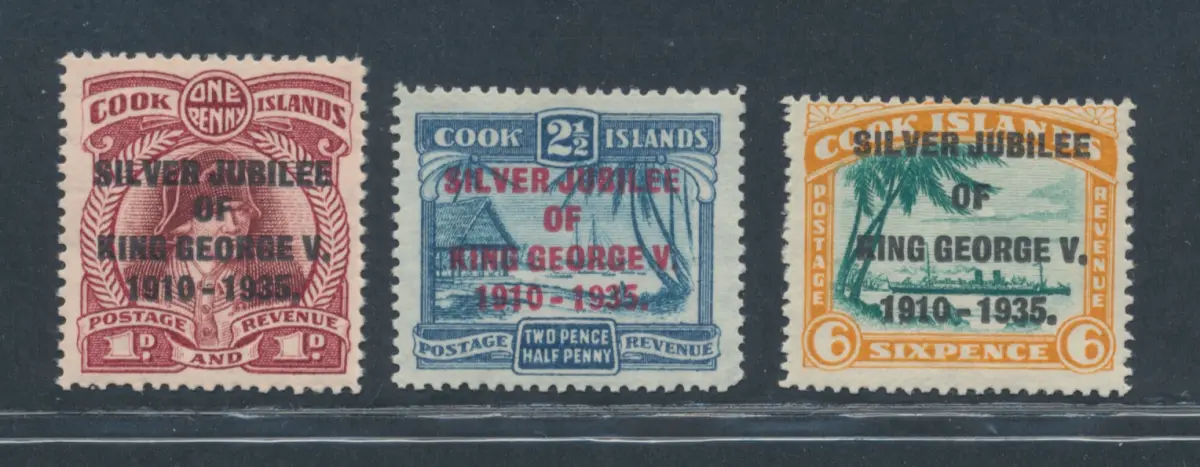 ONE
PENNY
COOK ISLANDS
SILVER JUBILEE
OF
KING GEORGE V.
1910-1935.
POSTAGE AND REVENUE
1D 1D
COOK 2½ ISLANDS
SILVER JUBILEE
OF
KING GEORGE V.
1910-1935.
POSTAGE TWO PENCE REVENUE
HALF PENNY
COOK ISLANDS
SILVER JUBILEE
OF
KING GEORGE V.
1910-1935.
POSTAGE
REVENUE
6 SIXPENCE 6